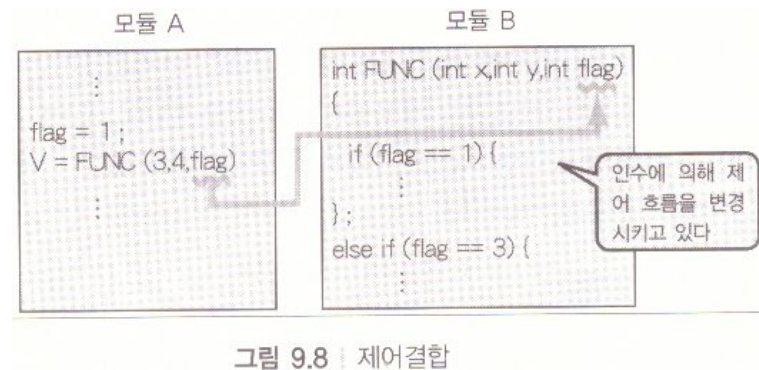 모듈 A
모듈 B
⋮
flag = 1 ;
V = FUNC (3,4,flag)
⋮
int FUNC (int x,int y,int flag)
{
if (flag == 1) {
⋮
} ;
else if (flag == 3) {
⋮
인수에 의해 제
어 흐름을 변경
시키고 있다
그림 9.8 | 제어결합